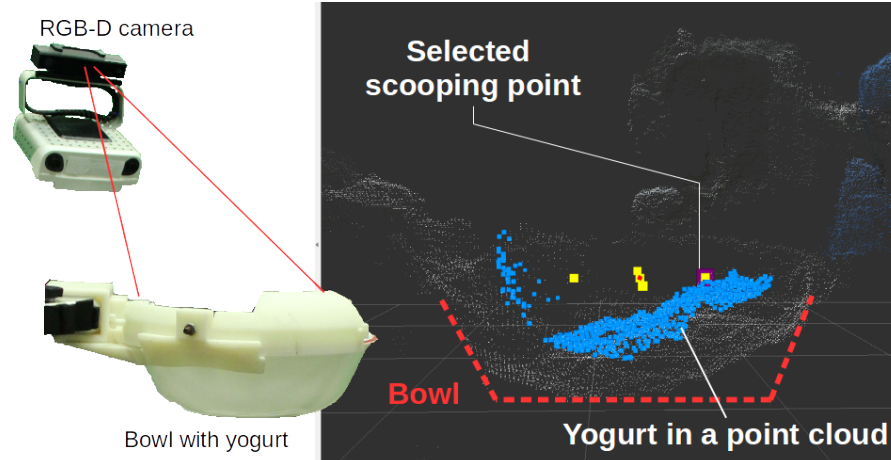 RGB-D camera
Selected
scooping point
Bowl
Bowl with yogurt
Yogurt in a point cloud